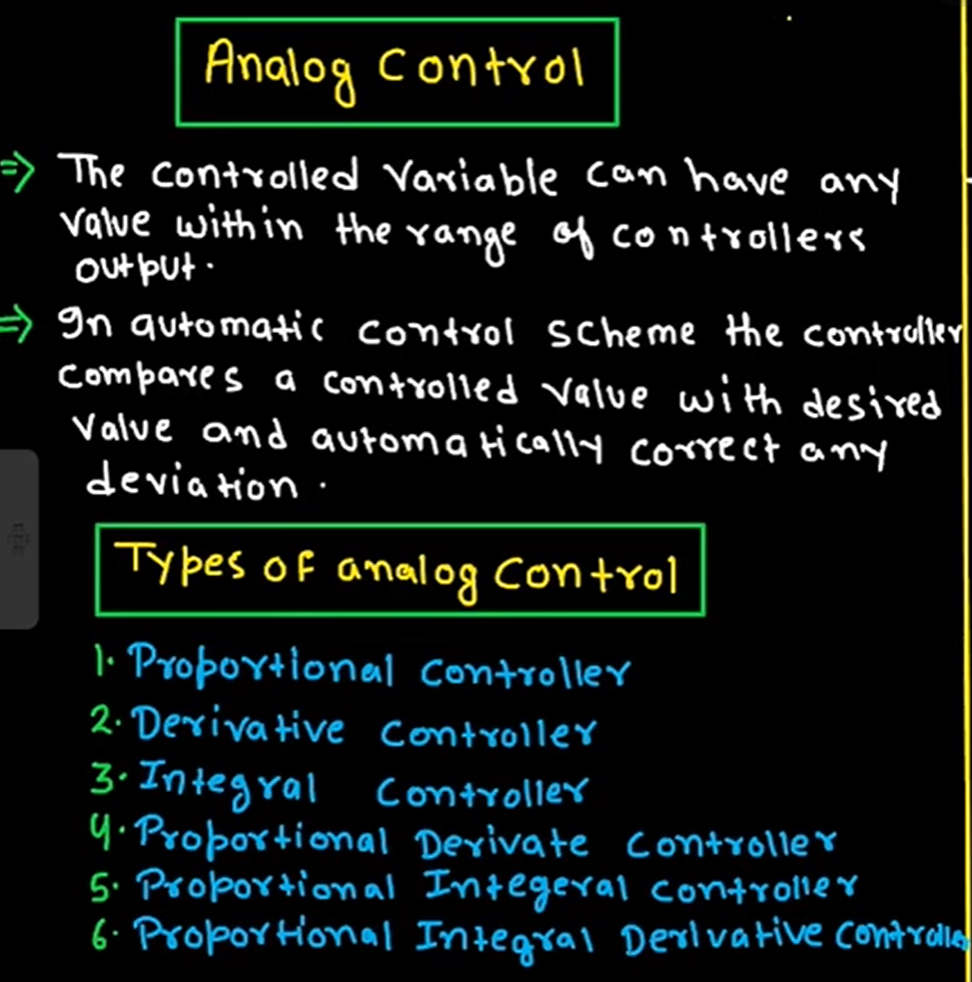 Analog Control
⇒ The controlled variable can have any
value within the range of controllers
output.
⇒ In automatic control scheme the controller
compares a controlled value with desired
value and automatically correct any
deviation.
Types of analog control
1. Proportional controller
2. Derivative controller
3. Integral controller
4. Proportional Derivate controller
5. Proportional Integeral controller
6. Proportional Integral Derivative controlle